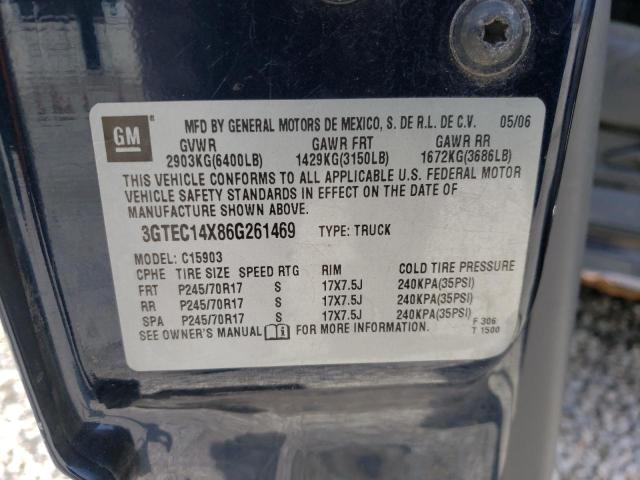 GM ®
MFD BY GENERAL MOTORS DE MEXICO, S. DE R.L. DE C.V. 05/06
GVWR GAWR FRT GAWR RR
2903KG(6400LB) 1429KG(3150LB) 1672KG(3686LB)
THIS VEHICLE CONFORMS TO ALL APPLICABLE U.S. FEDERAL MOTOR
VEHICLE SAFETY STANDARDS IN EFFECT ON THE DATE OF
MANUFACTURE SHOWN ABOVE.
3GTEC14X86G261469 TYPE: TRUCK
MODEL: C15903
CPHE TIRE SIZE SPEED RTG RIM COLD TIRE PRESSURE
FRT P245/70R17 S 17X7.5J 240KPA(35PSI)
RR P245/70R17 S 17X7.5J 240KPA(35PSI)
SPA P245/70R17 S 17X7.5J 240KPA(35PSI)
SEE OWNER'S MANUAL FOR MORE INFORMATION.
F 306
T 1500